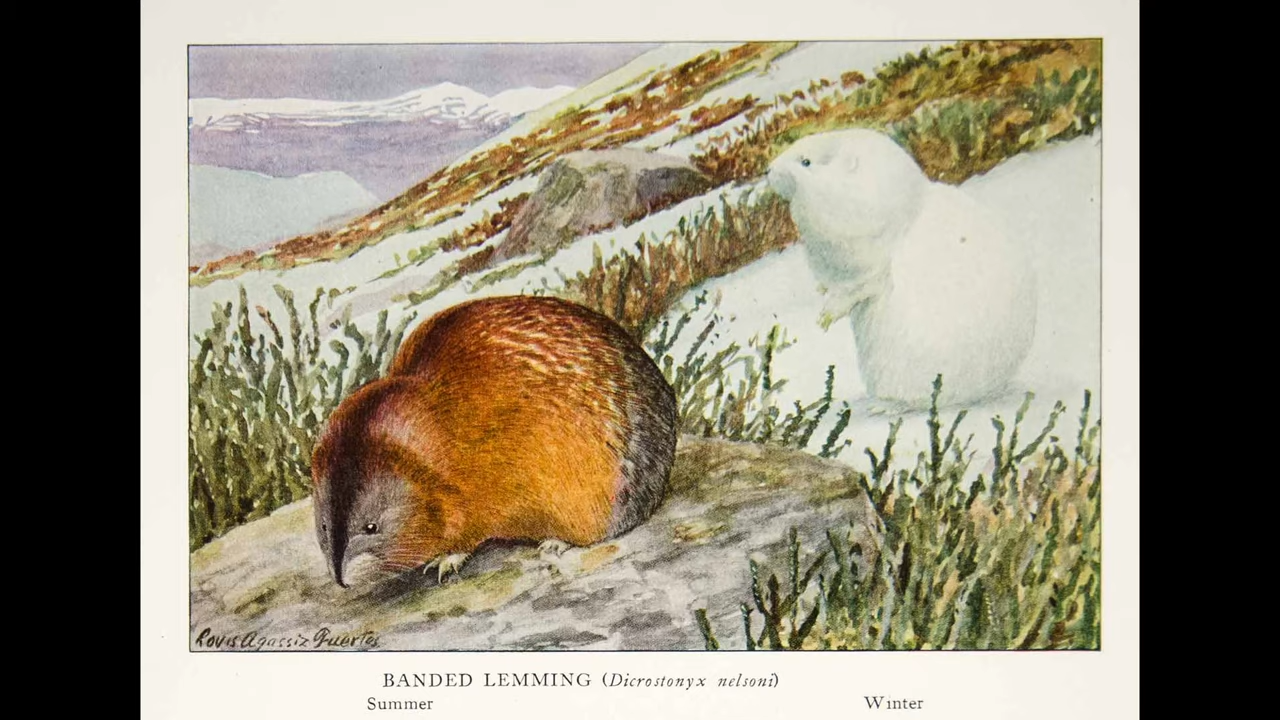 Louis Agassiz Fuertes
BANDED LEMMING (Dicrostonyx nelsoni)
Summer Winter